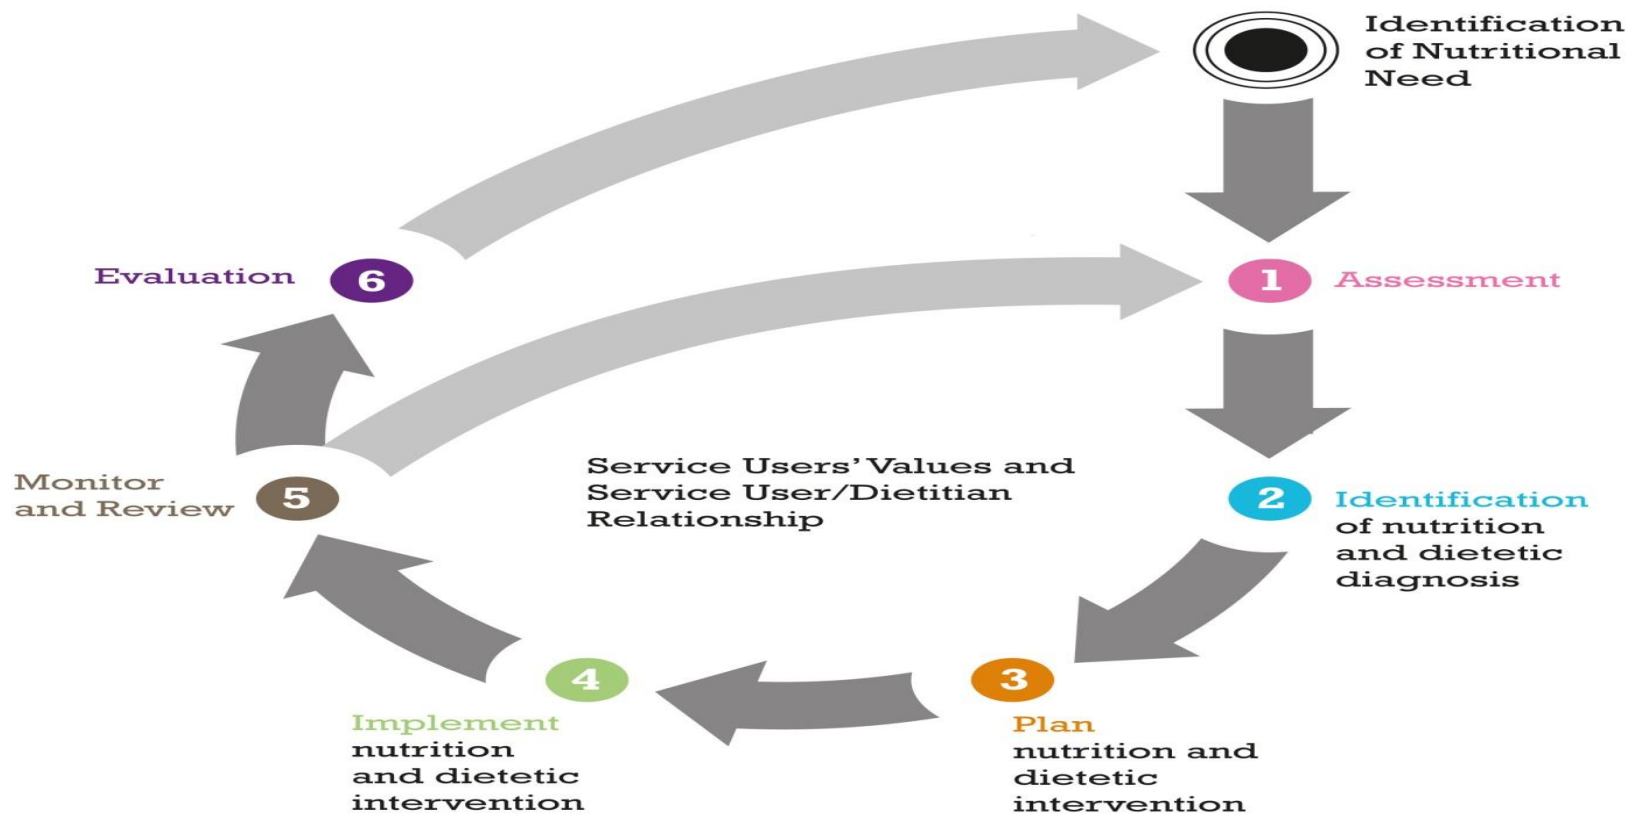 Identification
of Nutritional
Need
1
Assessment
2
Identification
of nutrition
and dietetic
diagnosis
3
Plan
nutrition and
dietetic
intervention
4
Implement
nutrition
and dietetic
intervention
5
Monitor
and Review
6
Evaluation
Service Users' Values and
Service User/Dietitian
Relationship